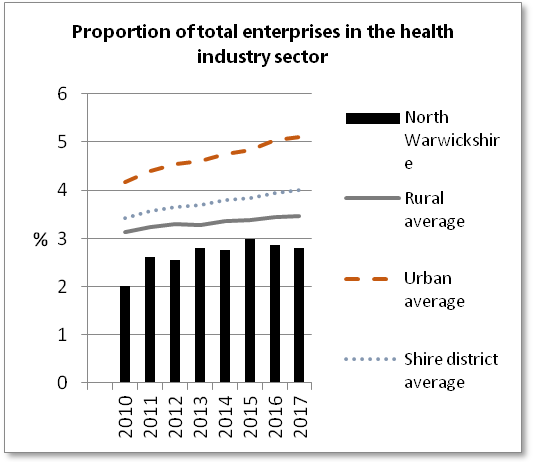 Proportion of total enterprises in the health
industry sector
6
5
4
3
2
1
0
%
2010
2011
2012
2013
2014
2015
2016
2017
North
Warwickshir
e
Rural
average
Urban
average
Shire district
average